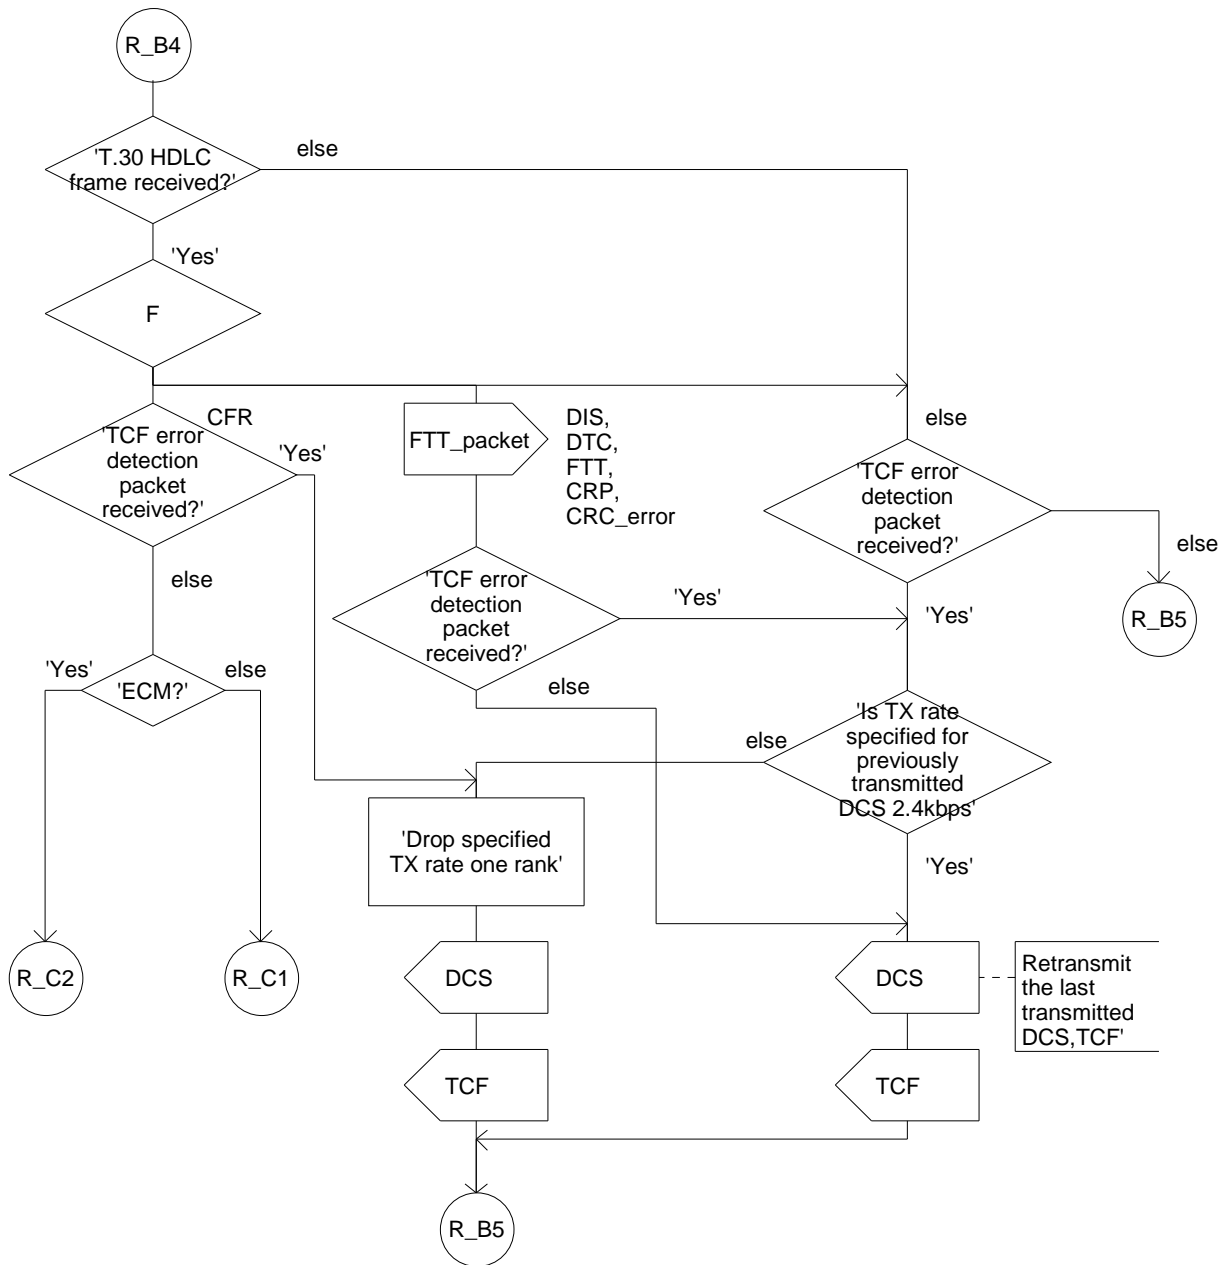 R_B4
'T.30 HDLC
frame received?'
else
'Yes'
F
CFR
'TCF error
detection
packet
received?'
'Yes'
else
FTT_packet
DIS,
DTC,
FTT,
CRP,
CRC_error
else
'TCF error
detection
packet
received?'
else
R_B5
'Yes'
'TCF error
detection
packet
received?'
'Yes'
else
'Yes'
'ECM?'
else
'Is TX rate
specified for
previously
transmitted
DCS 2.4kbps'
else
'Yes'
'Drop specified
TX rate one rank'
R_C2
R_C1
DCS
DCS
Retransmit
the last
transmitted
DCS,TCF'
TCF
TCF
R_B5